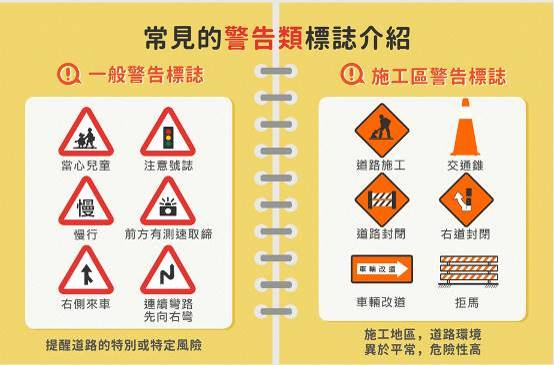 常見的警告類標誌介紹
一般警告標誌
當心兒童
注意號誌
慢
慢行
前方有測速取締
右側來車
連續彎路
先向右彎
提醒道路的特別或特定風險
施工區警告標誌
道路施工
交通錐
道路封閉
右道封閉
車輛改道
車輛改道
拒馬
施工地區，道路環境
異於平常，危險性高